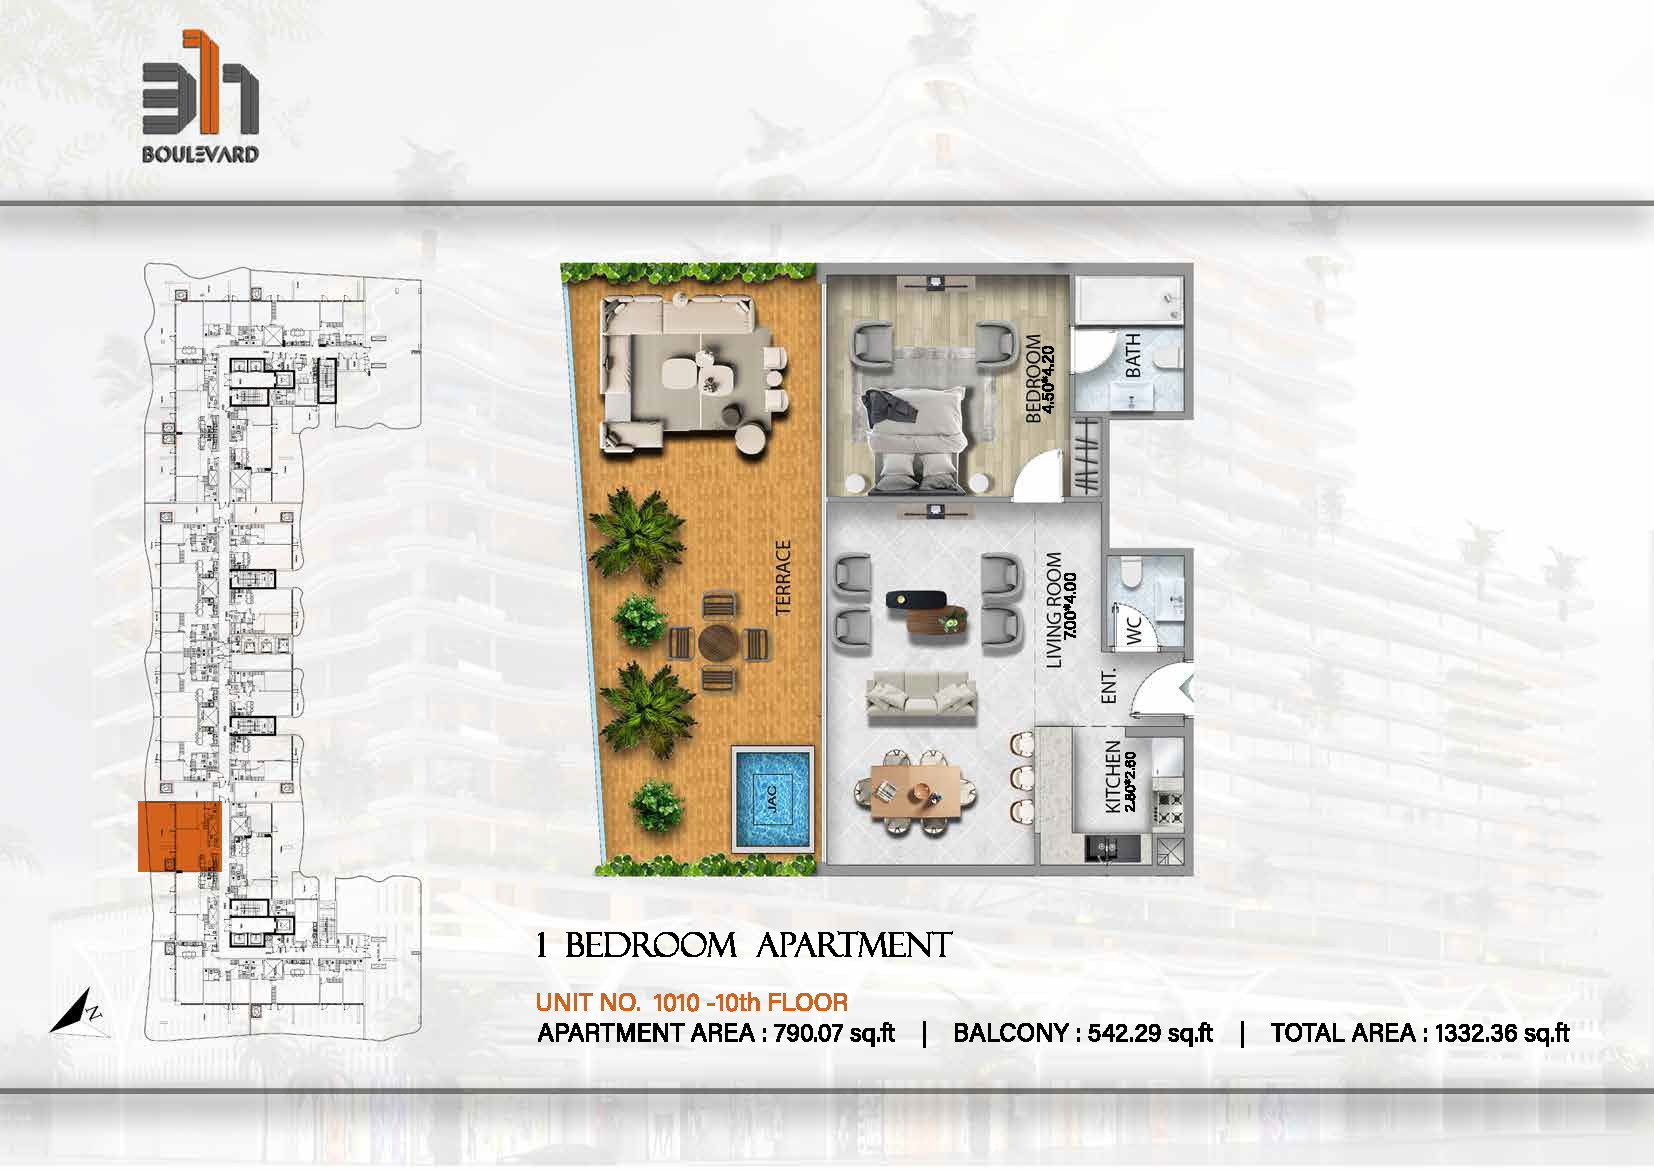 311
BOULEVARD
BEDROOM
4.50*4.20
BATH
TERRACE
LIVING ROOM
7.00*4.00
WC
ENT.
KITCHEN
2.80*2.60
JAC
N
1 BEDROOM APARTMENT
UNIT NO. 1010 -10th FLOOR
APARTMENT AREA : 790.07 sq.ft | BALCONY : 542.29 sq.ft | TOTAL AREA : 1332.36 sq.ft